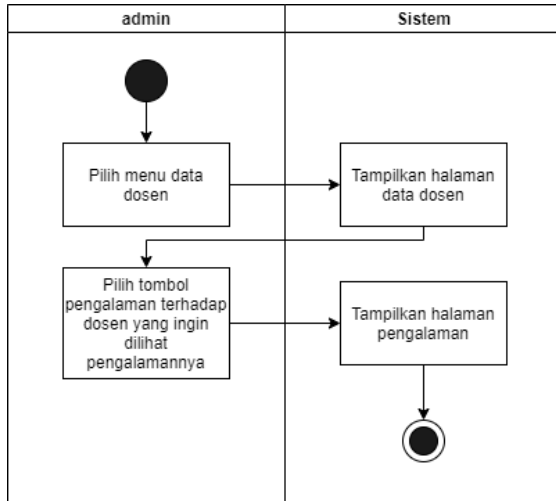 admin
Sistem
Pilih menu data
dosen
Tampilkan halaman
data dosen
Pilih tombol
pengalaman terhadap
dosen yang ingin
dilihat
pengalamannya
Tampilkan halaman
pengalaman